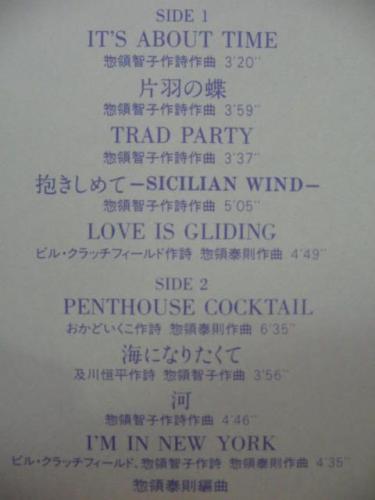 SIDE 1
IT'S ABOUT TIME
惣領智子作詩作曲 3'20"
片羽の蝶
惣領智子作詩作曲 3'59"
TRAD PARTY
惣領智子作詩作曲 3'37"
抱きしめて−SICILIAN WIND−
惣領智子作詩作曲 5'05"
LOVE IS GLIDING
ビル・クラッチフィールド作詩 惣領泰則作曲 4'49"
SIDE 2
PENTHOUSE COCKTAIL
おかどいくこ作詩 惣領泰則作曲 6'35"
海になりたくて
及川恒平作詩 惣領智子作曲 3'56"
河
惣領智子作詩作曲 4'46"
I'M IN NEW YORK
ビル・クラッチフィールド、惣領智子作詩 惣領泰則作曲 4'35"
惣領泰則編曲